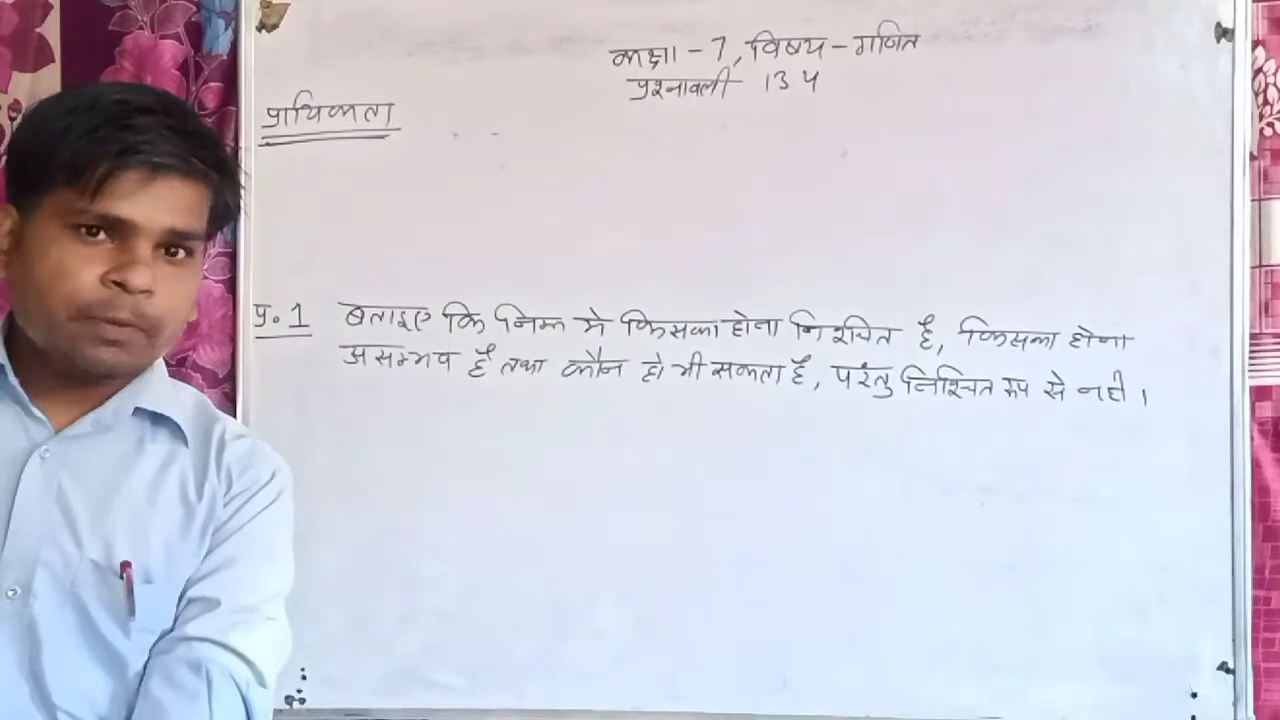 कक्षा - 7, विषय - गणित
प्रश्नावली 13 प
प्रायिकता
प्र. 1 बताइए कि निम्न मे किसका होना निश्चित है, किसका होना
असम्भव है तथा कौन हो भी सकता है, परंतु निश्चित रूप से नही ।